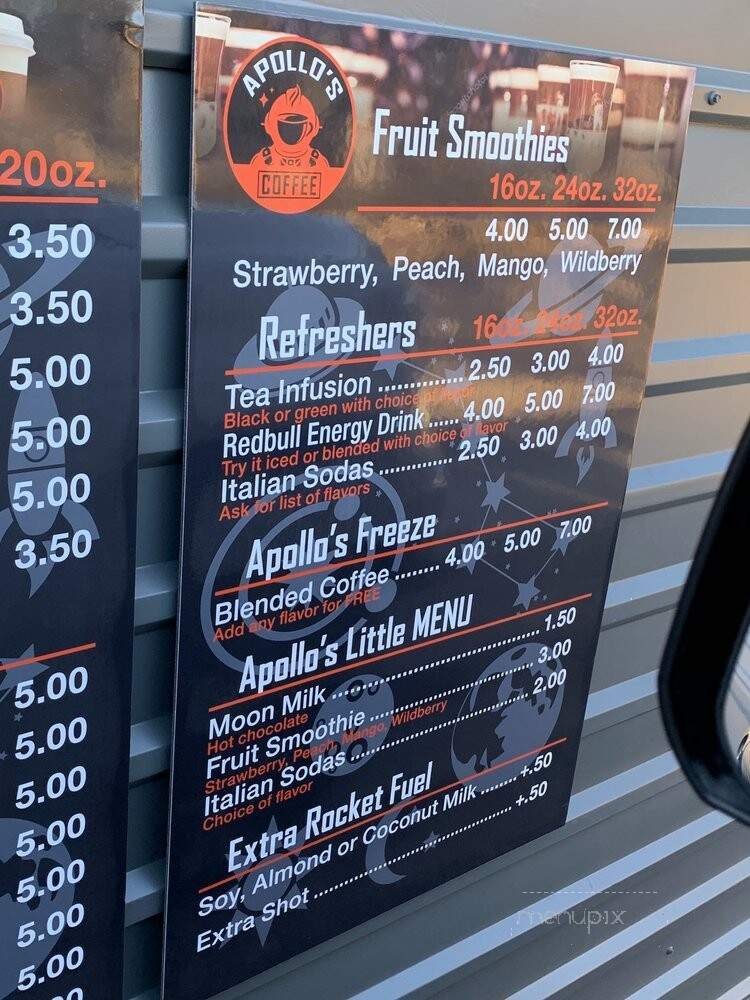 20oz.
3.50
3.50
5.00
5.00
5.00
3.50
5.00
5.00
5.00
5.00
5.00
5.00
5.00
APOLLO'S
COFFEE
Fruit Smoothies
16oz. 24oz. 32oz.
4.00 5.00 7.00
Strawberry, Peach, Mango, Wildberry
Refreshers
16oz. 24oz. 32oz.
Tea Infusion .............. 2.50 3.00 4.00
Black or green with choice of flavor
Redbull Energy Drink ...... 4.00 5.00 7.00
Try it iced or blended with choice of flavor
Italian Sodas .............. 2.50 3.00 4.00
Ask for list of flavors
Apollo's Freeze
Blended Coffee ........ 4.00 5.00 7.00
Add any flavor for FREE
Apollo's Little MENU
Moon Milk ................................ 1.50
Hot chocolate
Fruit Smoothie ......................... 3.00
Strawberry, Peach, Mango, Wildberry
Italian Sodas ........................... 2.00
Choice of flavor
Extra Rocket Fuel
Soy, Almond or Coconut Milk ....... +.50
Extra Shot ................................ +.50
menupix